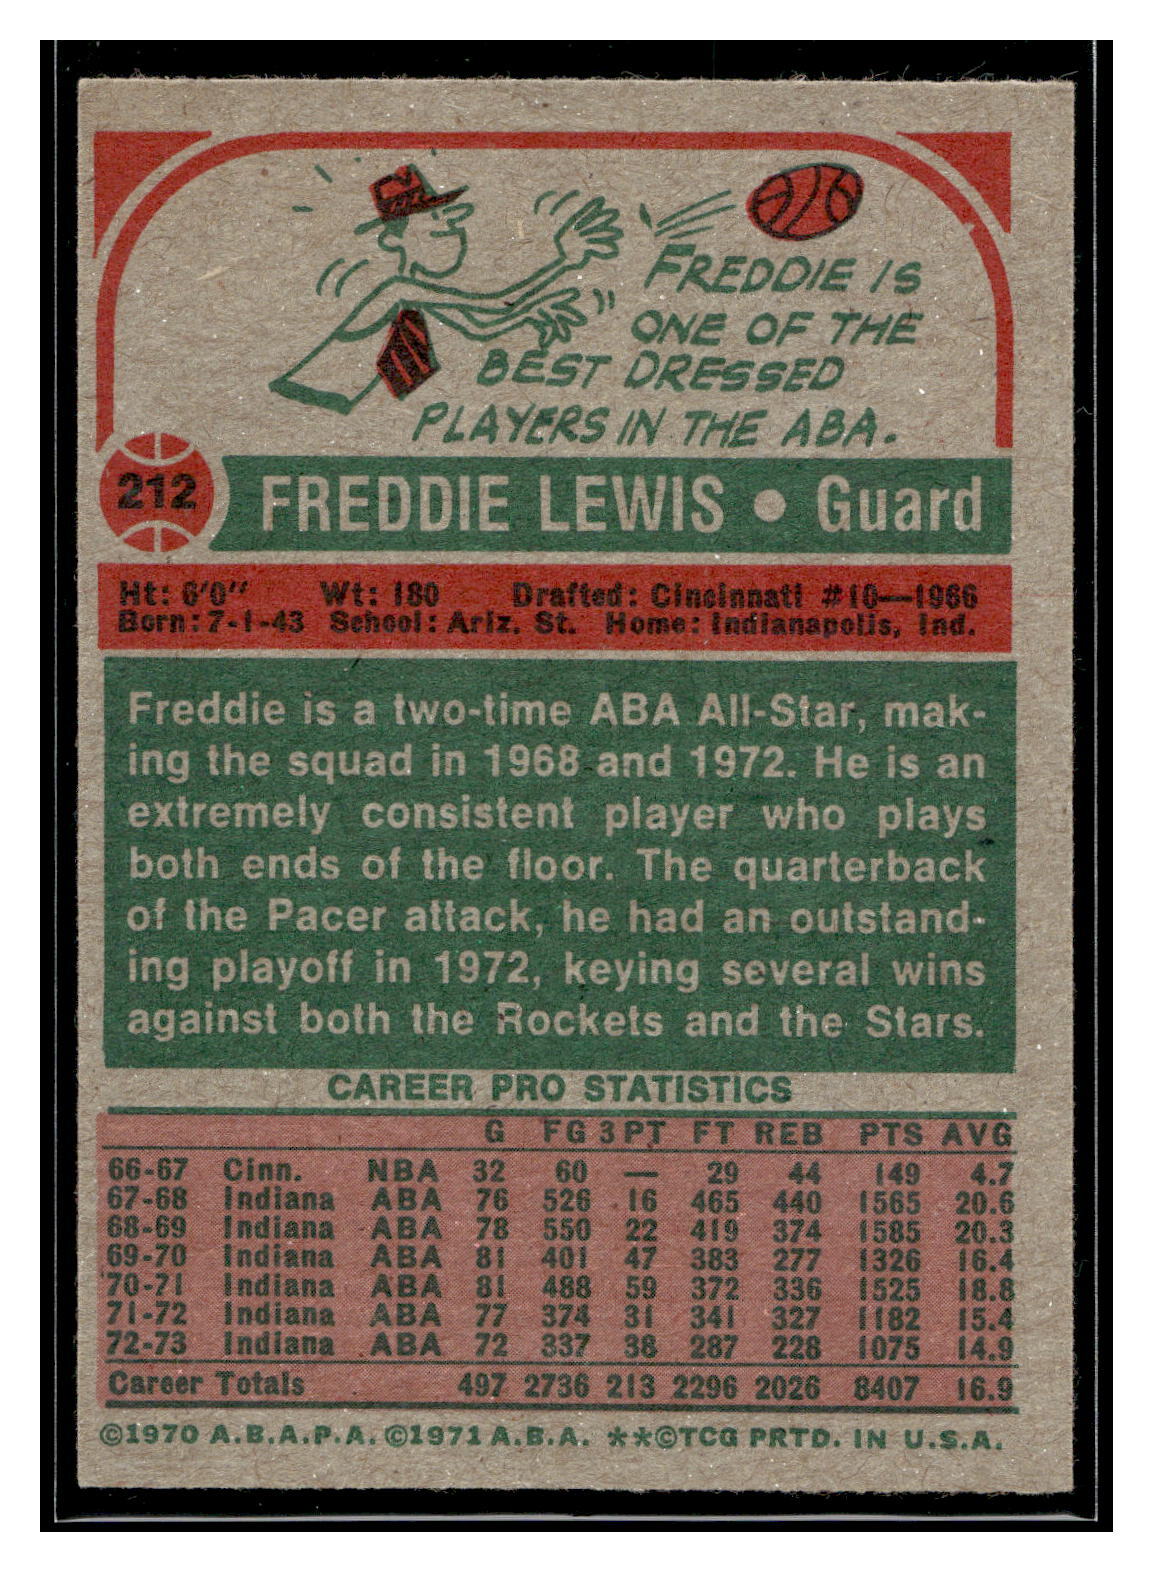 FREDDIE IS
ONE OF THE
BEST DRESSED
PLAYERS IN THE ABA.
212
FREDDIE LEWIS • Guard
Ht: 6'0" Wt: 180 Drafted: Cincinnati #10—1966
Born: 7-1-43 School: Ariz. St. Home: Indianapolis, Ind.
Freddie is a two-time ABA All-Star, mak-
ing the squad in 1968 and 1972. He is an
extremely consistent player who plays
both ends of the floor. The quarterback
of the Pacer attack, he had an outstand-
ing playoff in 1972, keying several wins
against both the Rockets and the Stars.
CAREER PRO STATISTICS
G FG 3 PT FT REB PTS AVG
66-67 Cinn. NBA 32 60 — 29 44 149 4.7
67-68 Indiana ABA 76 526 16 465 440 1565 20.6
68-69 Indiana ABA 78 550 22 419 374 1585 20.3
69-70 Indiana ABA 81 401 47 383 277 1326 16.4
70-71 Indiana ABA 81 488 59 372 336 1525 18.8
71-72 Indiana ABA 77 374 31 341 327 1182 15.4
72-73 Indiana ABA 72 337 38 287 228 1075 14.9
Career Totals 497 2736 213 2296 2026 8407 16.9
©1970 A.B.A.P.A. ©1971 A.B.A. **©TCG PRTD. IN U.S.A.